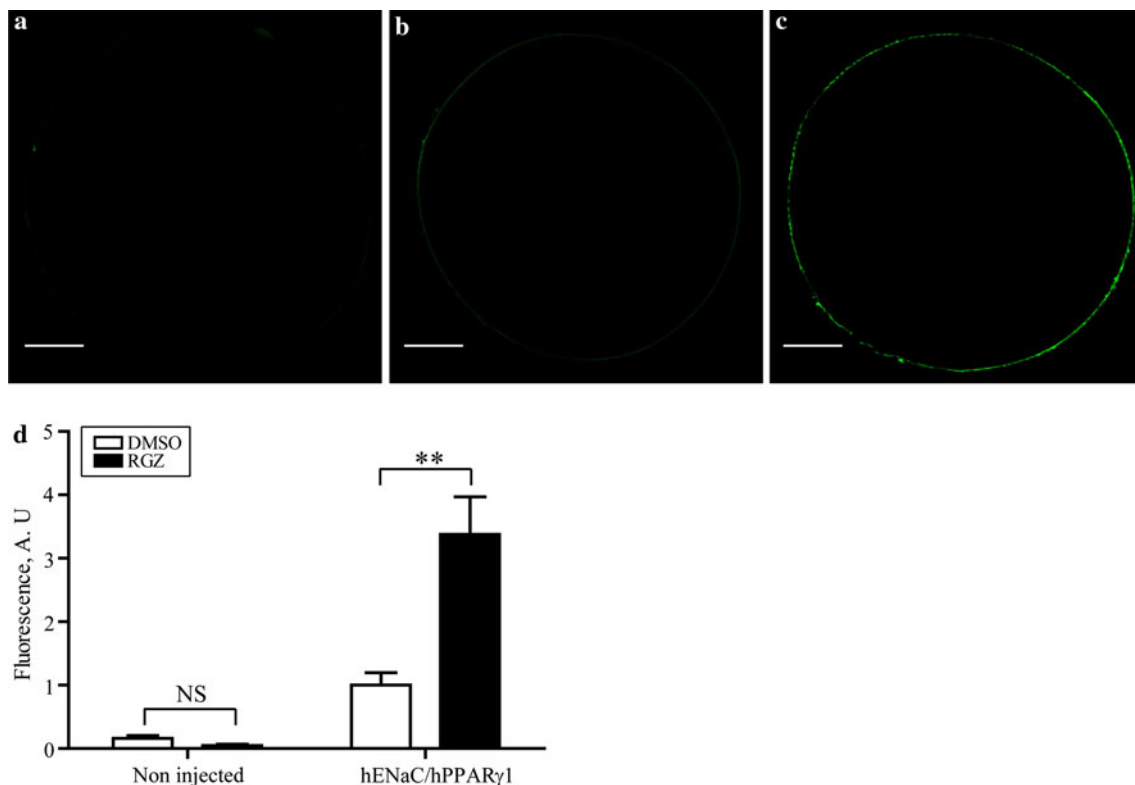 a
b
c
d
5
DMSO
RGZ
**
4
3
2
1
0
NS
Fluorescence, A. U
Non injected
hENaC/hPPARγ1